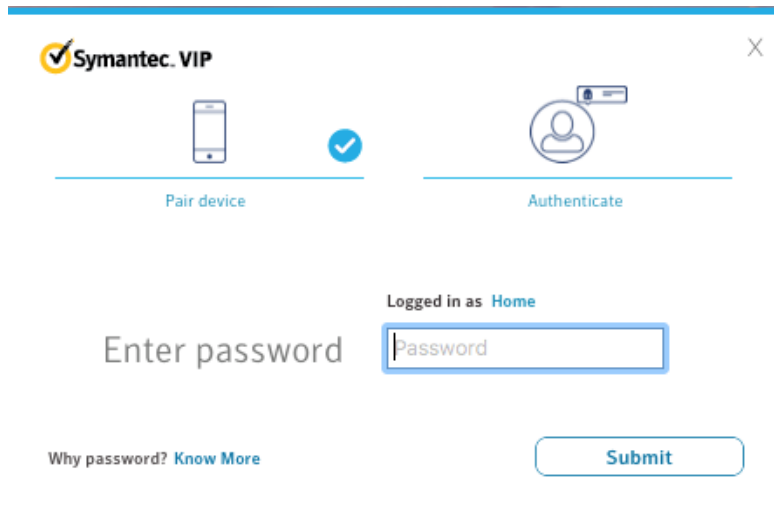 Symantec. VIP
X
Pair device
Authenticate
Logged in as Home
Enter password
Password
Why password? Know More
Submit